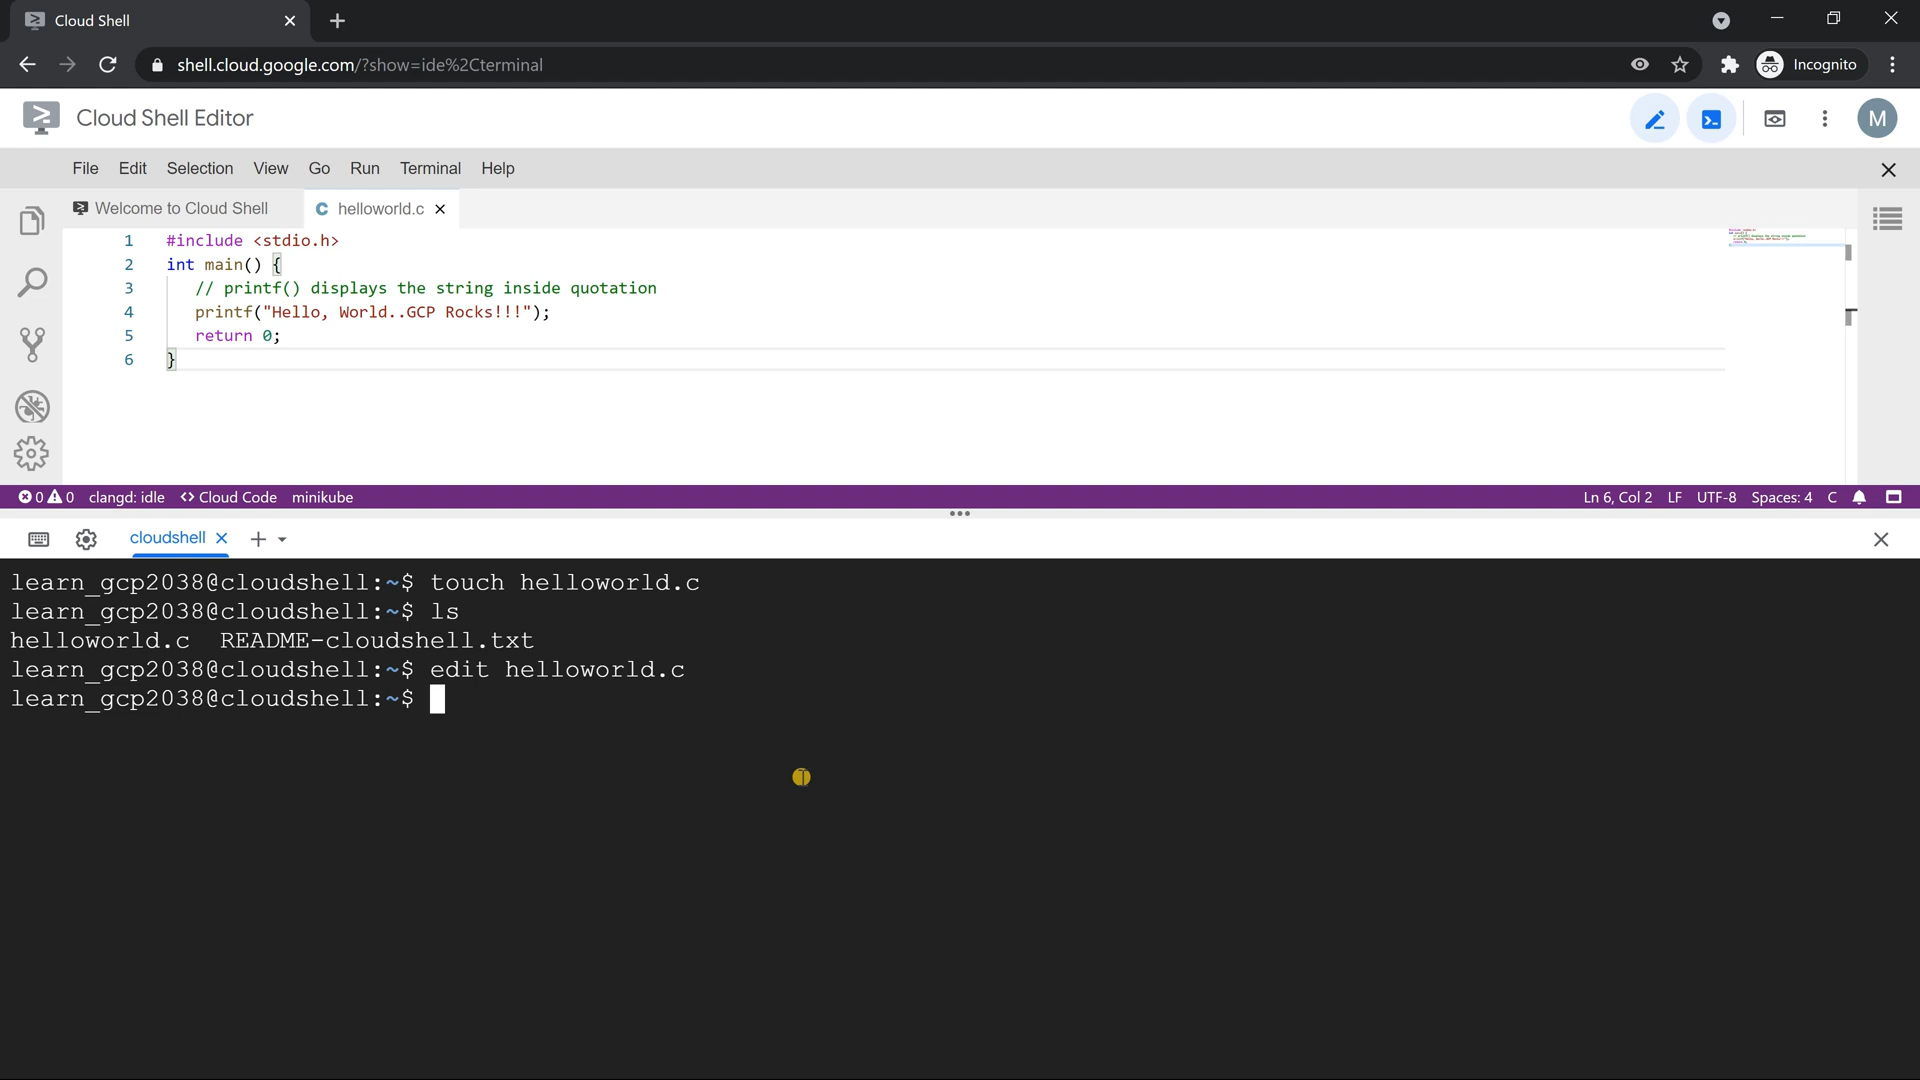 Cloud Shell
shell.cloud.google.com/?show=ide%2Cterminal
Incognito
Cloud Shell Editor
M
File Edit Selection View Go Run Terminal Help
Welcome to Cloud Shell
C helloworld.c
1 #include <stdio.h>
2 int main() {
3 // printf() displays the string inside quotation
4 printf("Hello, World..GCP Rocks!!!");
5 return 0;
6 }
0 0 clangd: idle <> Cloud Code minikube
Ln 6, Col 2 LF UTF-8 Spaces: 4 C
cloudshell
learn_gcp2038@cloudshell:~$ touch helloworld.c
learn_gcp2038@cloudshell:~$ ls
helloworld.c README-cloudshell.txt
learn_gcp2038@cloudshell:~$ edit helloworld.c
learn_gcp2038@cloudshell:~$